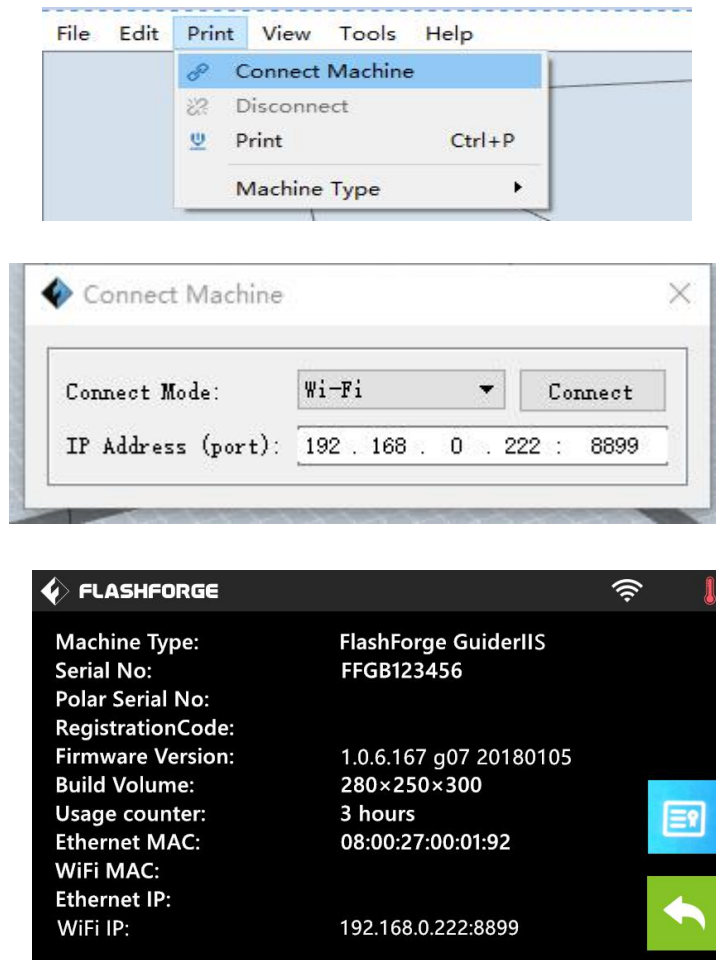 File Edit Print View Tools Help
Connect Machine
Disconnect
Print Ctrl+P
Machine Type
Connect Machine
Connect Mode: Wi-Fi Connect
IP Address (port): 192 . 168 . 0 . 222 : 8899
FLASHFORGE
Machine Type: FlashForge GuiderIIS
Serial No: FFGB123456
Polar Serial No:
RegistrationCode:
Firmware Version: 1.0.6.167 g07 20180105
Build Volume: 280×250×300
Usage counter: 3 hours
Ethernet MAC: 08:00:27:00:01:92
WiFi MAC:
Ethernet IP:
WiFi IP: 192.168.0.222:8899